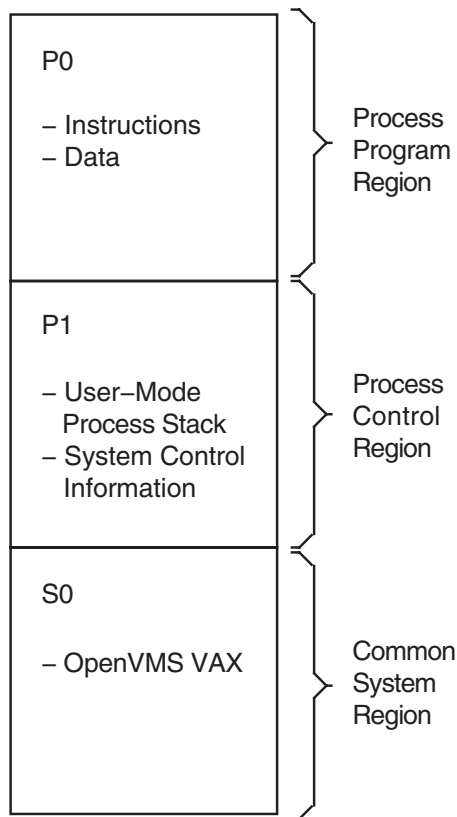 P0
– Instructions
– Data
Process
Program
Region
P1
– User–Mode
Process Stack
– System Control
Information
Process
Control
Region
S0
– OpenVMS VAX
Common
System
Region